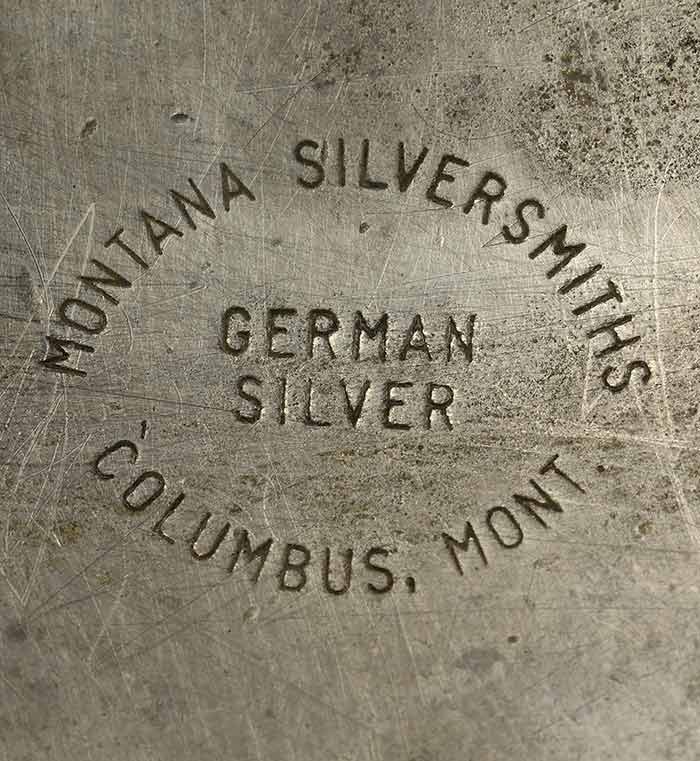 MONTANA SILVERSMITHS
GERMAN
SILVER
COLUMBUS, MONT